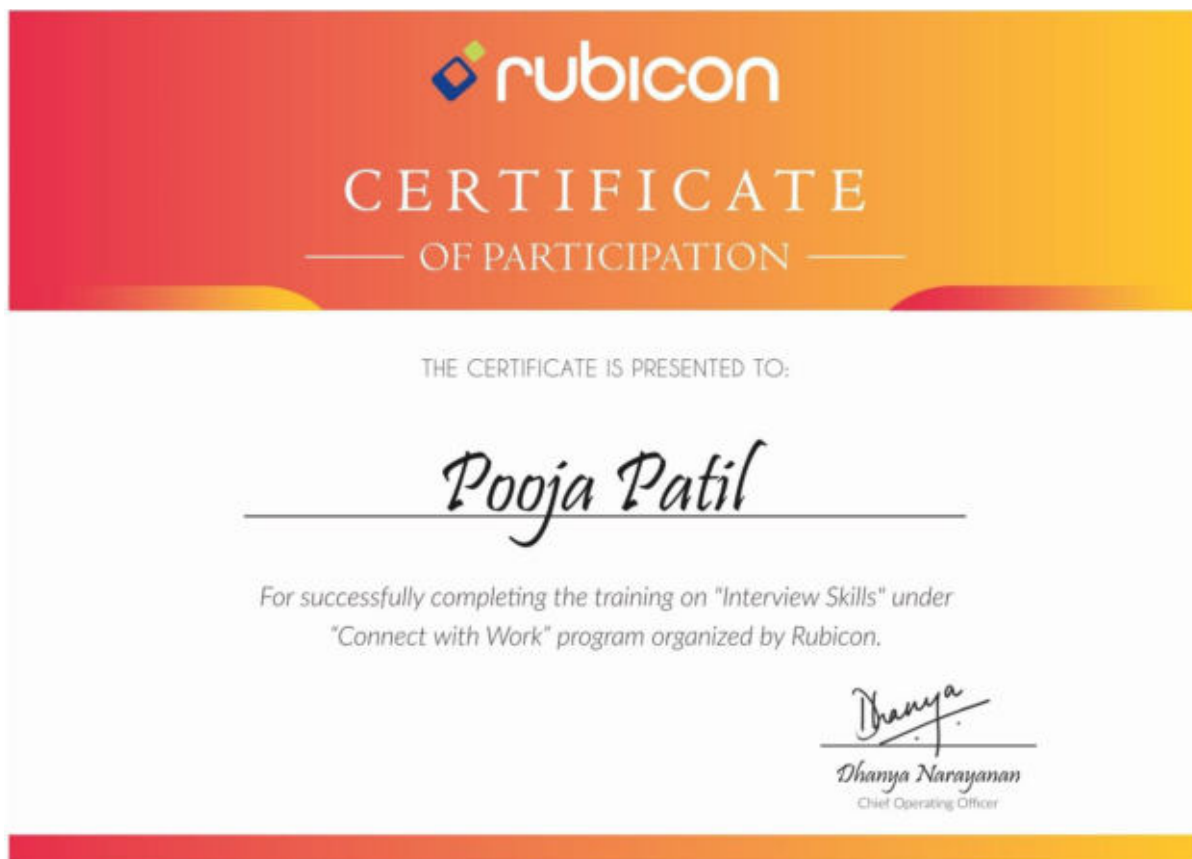 rubicon
CERTIFICATE
OF PARTICIPATION
THE CERTIFICATE IS PRESENTED TO:
Pooja Patil
For successfully completing the training on "Interview Skills" under
"Connect with Work" program organized by Rubicon.
Dhanya
Dhanya Narayanan
Chief Operating Officer